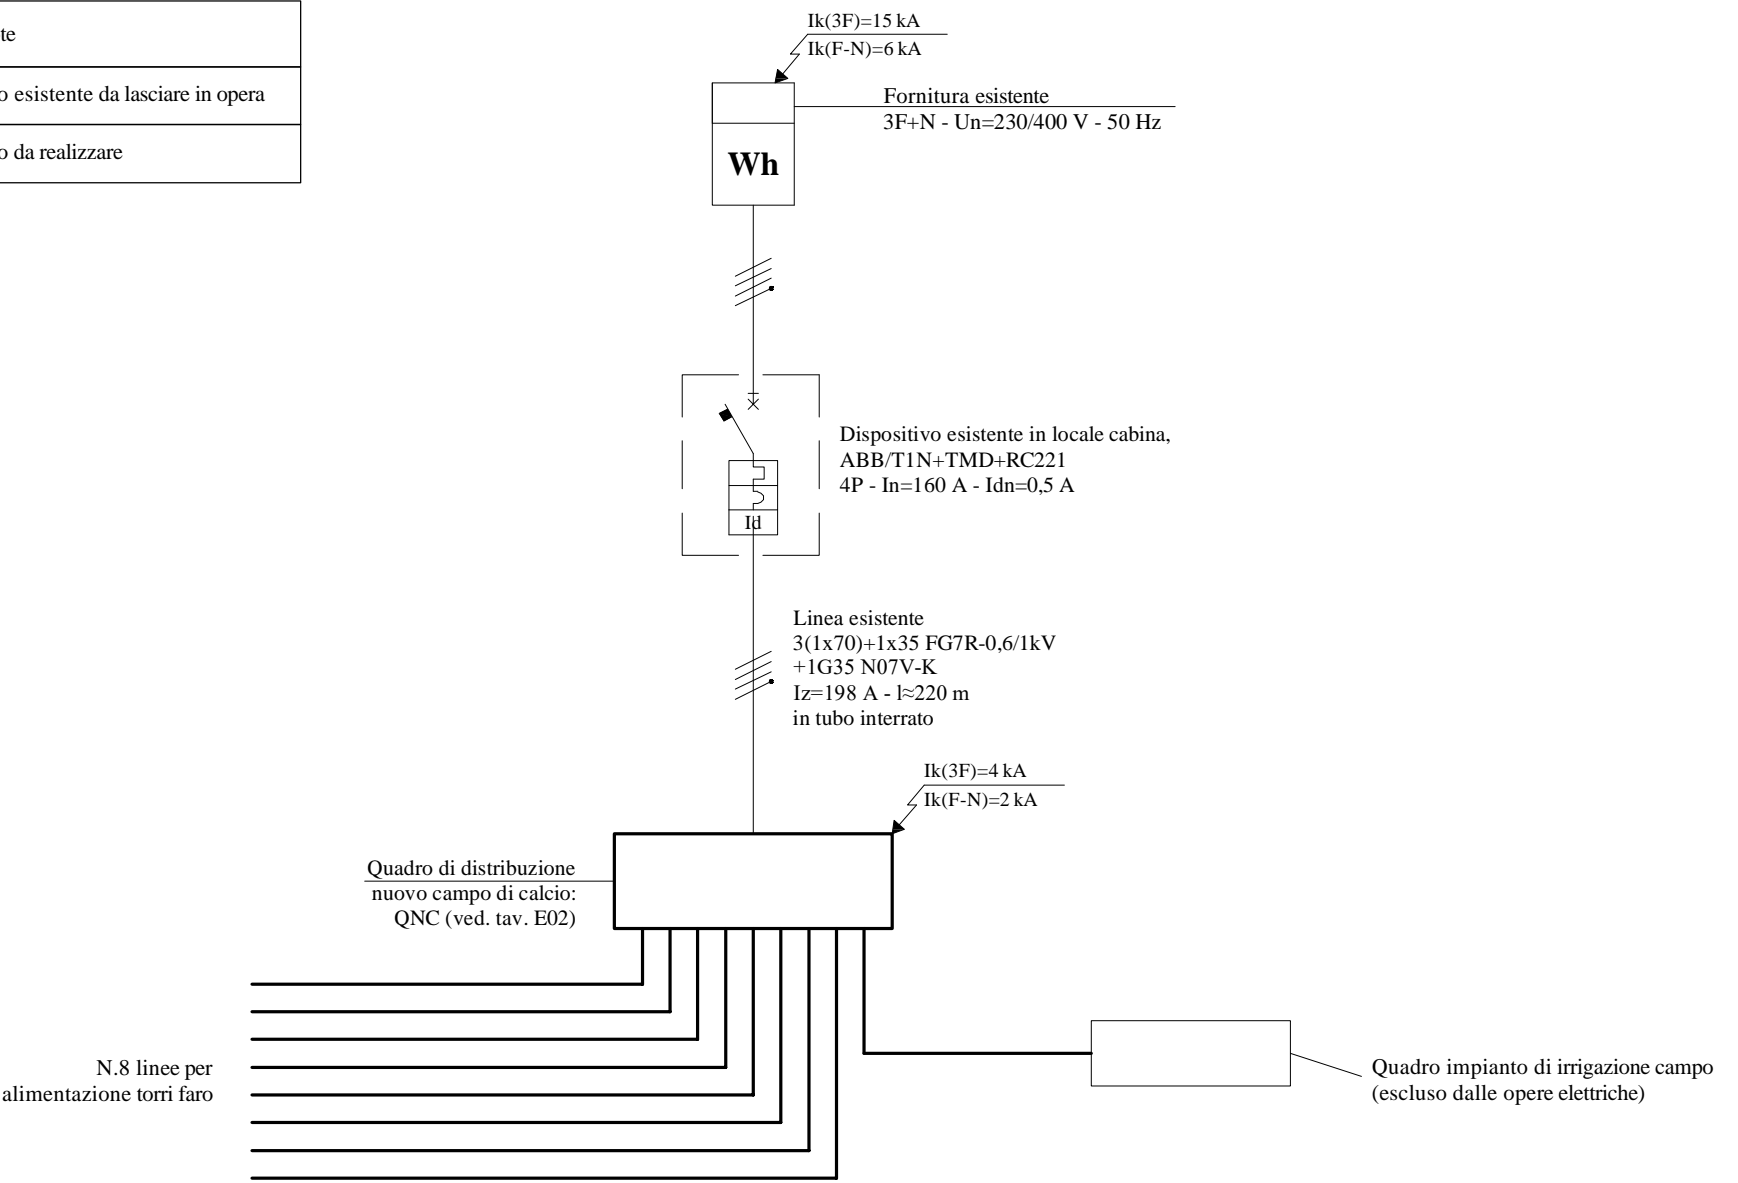 te
o esistente da lasciare in opera
o da realizzare
Ik(3F)=15 kA
Ik(F-N)=6 kA
Fornitura esistente
3F+N - Un=230/400 V - 50 Hz
Wh
Dispositivo esistente in locale cabina,
ABB/T1N+TMD+RC221
4P - In=160 A - Idn=0,5 A
Id
Linea esistente
3(1x70)+1x35 FG7R-0,6/1kV
+1G35 N07V-K
Iz=198 A - l≈220 m
in tubo interrato
Ik(3F)=4 kA
Ik(F-N)=2 kA
Quadro di distribuzione
nuovo campo di calcio:
QNC (ved. tav. E02)
N.8 linee per
alimentazione torri faro
Quadro impianto di irrigazione campo
(escluso dalle opere elettriche)